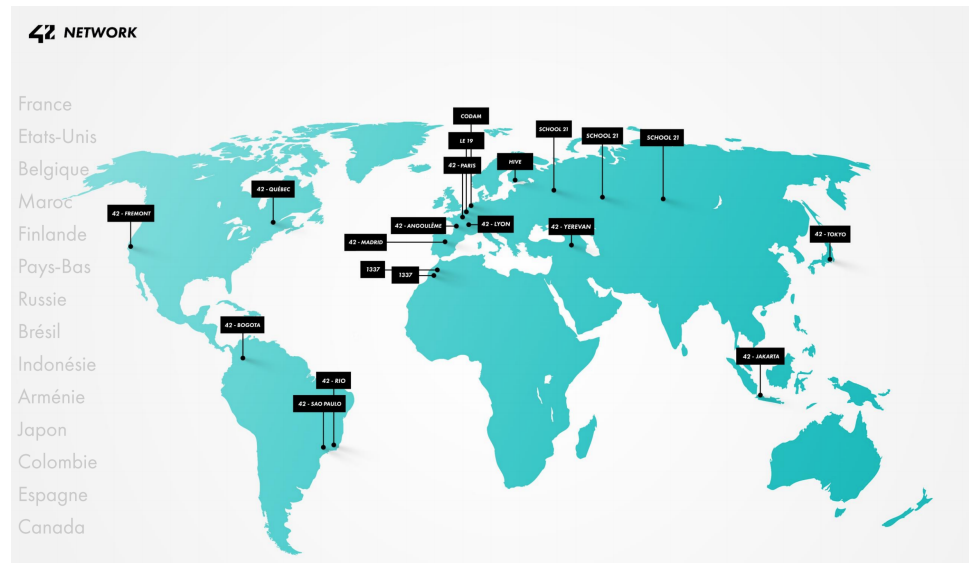 42 NETWORK
France
Etats-Unis
Belgique
Maroc
Finlande
Pays-Bas
Russie
Brésil
Indonésie
Arménie
Japon
Colombie
Espagne
Canada
CODAM
LE 19
42 - PARIS
HIVE
SCHOOL 21
SCHOOL 21
SCHOOL 21
42 - QUÉBEC
42 - FREMONT
42 - ANGOULÊME
42 - LYON
42 - YEREVAN
42 - TOKYO
42 - MADRID
1337
1337
42 - BOGOTA
42 - JAKARTA
42 - RIO
42 - SAO PAULO